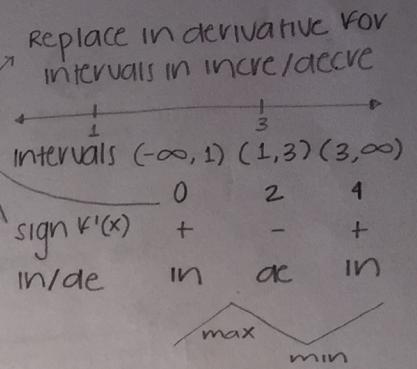 Replace in derivative for
intervals in incre/decre
1 3
intervals (-∞, 1) (1,3) (3,∞)
0 2 4
sign f'(x) + - +
in/de in de in
max
min